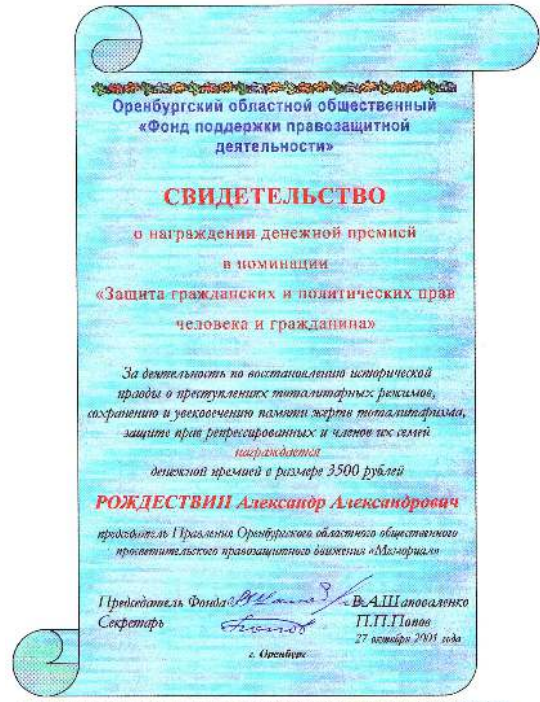 Оренбургский областной общественный
«Фонд поддержки правозащитной
деятельности»
СВИДЕТЕЛЬСТВО
о награждении денежной премией
в номинации
«Защита гражданских и политических прав
человека и гражданина»
За деятельность по восстановлению исторической
правды о преступлениях тоталитарных режимов,
сохранению и увековечению памяти жертв тоталитаризма,
защите прав репрессированных и членов их семей
награждается
денежной премией в размере 3500 рублей
РОЖДЕСТВИН Александр Александрович
председатель Правления Оренбургского областного общественного
просветительского правозащитного движения «Мемориал»
Председатель Фонда В.А.Шаповаленко
Секретарь П.П.Попов
27 октября 2001 года
г. Оренбург